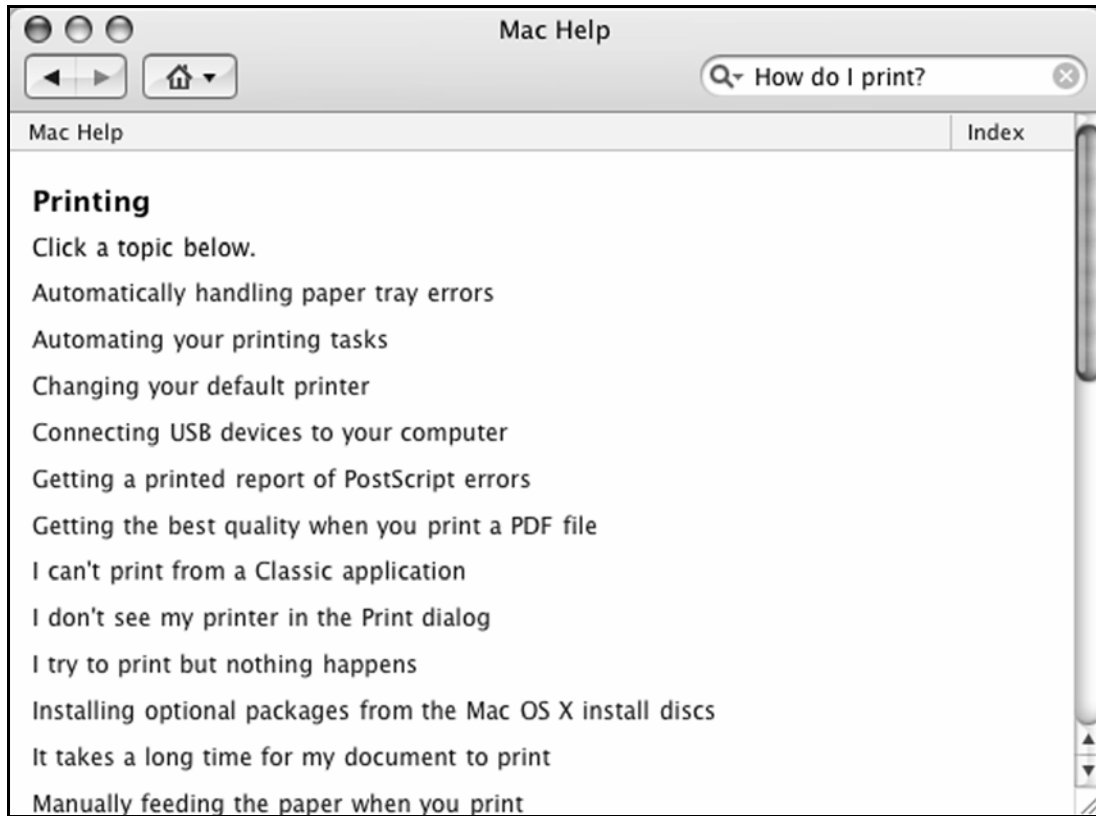 Mac Help
How do I print?
Mac Help Index
Printing
Click a topic below.
Automatically handling paper tray errors
Automating your printing tasks
Changing your default printer
Connecting USB devices to your computer
Getting a printed report of PostScript errors
Getting the best quality when you print a PDF file
I can't print from a Classic application
I don't see my printer in the Print dialog
I try to print but nothing happens
Installing optional packages from the Mac OS X install discs
It takes a long time for my document to print
Manually feeding the paper when you print